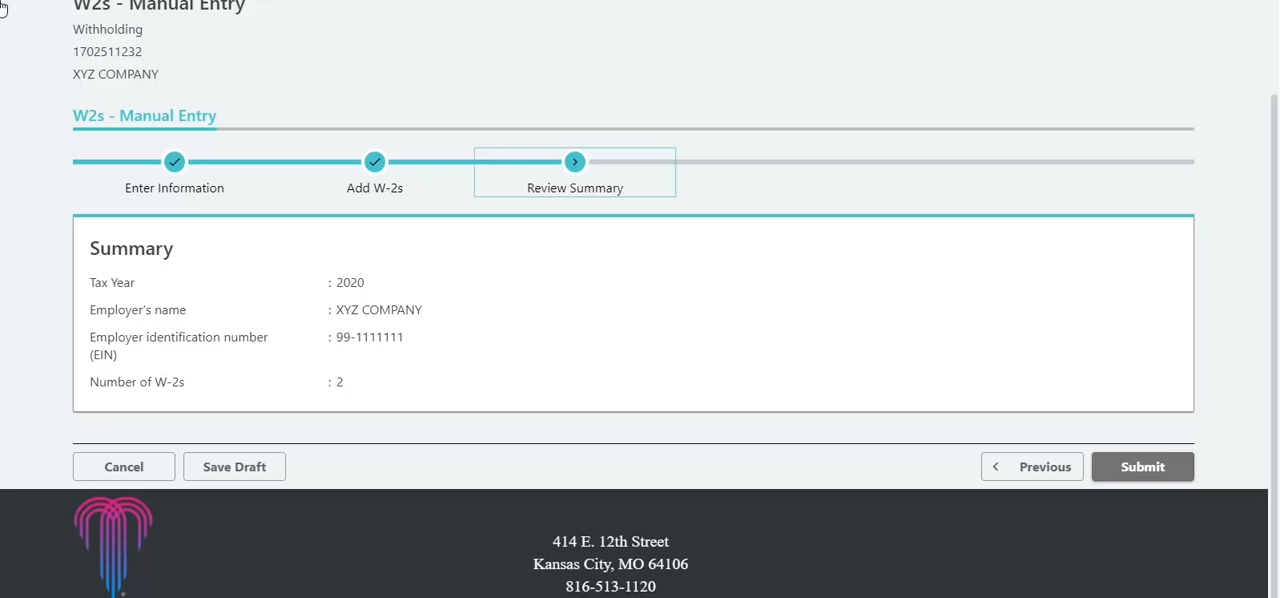 W2s - Manual Entry
Withholding
1702511232
XYZ COMPANY
W2s - Manual Entry
Enter Information
Add W-2s
Review Summary
Summary
Tax Year : 2020
Employer's name : XYZ COMPANY
Employer identification number : 99-1111111
(EIN)
Number of W-2s : 2
Cancel Save Draft Previous Submit
414 E. 12th Street
Kansas City, MO 64106
816-513-1120